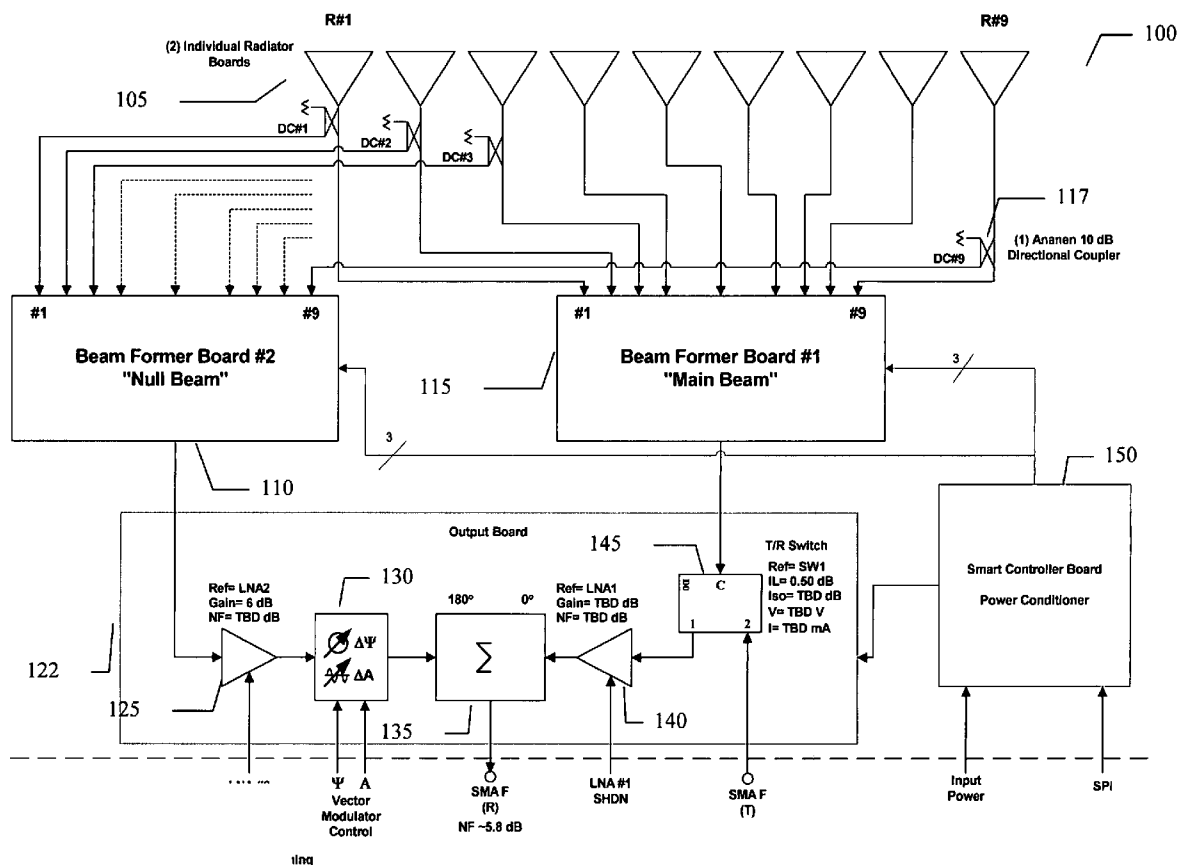 R#1
R#9
100
(2) Individual Radiator
Boards
105
DC#1
DC#2
DC#3
117
(1) Ananen 10 dB
Directional Coupler
DC#9
#1
#9
Beam Former Board #2
"Null Beam"
#1
#9
Beam Former Board #1
"Main Beam"
115
3
3
110
150
Output Board
145
T/R Switch
Ref= SW1
IL= 0.50 dB
Iso= TBD dB
V= TBD V
I= TBD mA
Smart Controller Board
Power Conditioner
Ref= LNA2
Gain= 6 dB
NF= TBD dB
130
180º
0º
Ref= LNA1
Gain= TBD dB
NF= TBD dB
C
1
2
ΔΨ
ΔA
Σ
122
125
135
140
Ψ
A
Vector
Modulator
Control
SMA F
(R)
NF ~5.8 dB
LNA #1
SHDN
SMA F
(T)
Input
Power
SPI